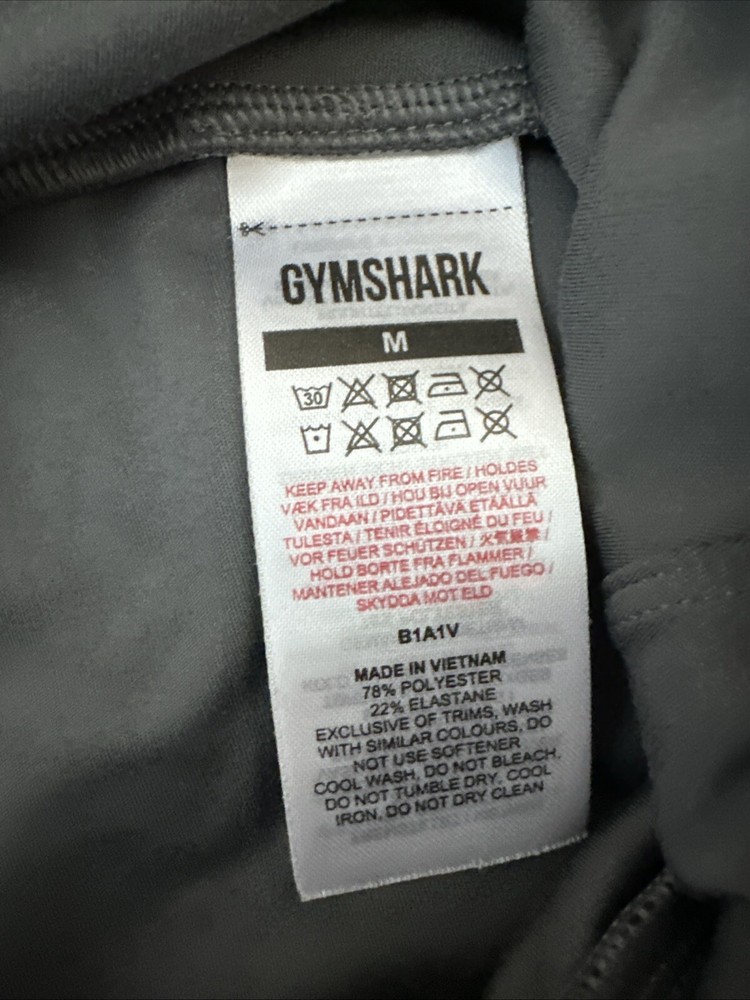 GYMSHARK
M
30
KEEP AWAY FROM FIRE / HOLDES
VÆK FRA ILD / HOU BIJ OPEN VUUR
VANDAAN / PIDETTÄVÄ ETÄÄLLÄ
TULESTA / TENIR ÉLOIGNÉ DU FEU /
VOR FEUER SCHÜTZEN / 火気厳禁 /
HOLD BORTE FRA FLAMMER /
MANTENER ALEJADO DEL FUEGO /
SKYDDA MOT ELD
B1A1V
MADE IN VIETNAM
78% POLYESTER
22% ELASTANE
EXCLUSIVE OF TRIMS, WASH
WITH SIMILAR COLOURS, DO
NOT USE SOFTENER
COOL WASH, DO NOT BLEACH.
DO NOT TUMBLE DRY, COOL
IRON, DO NOT DRY CLEAN